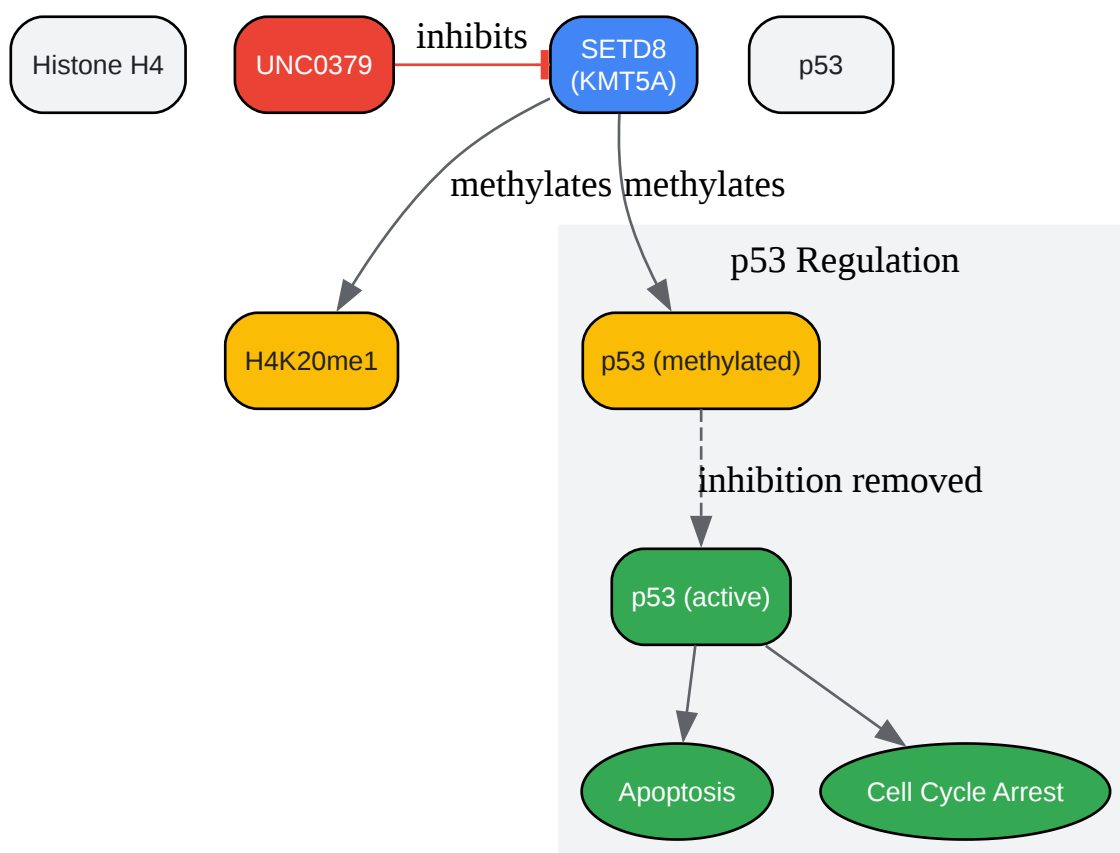 Histone H4
UNC0379
inhibits
SETD8
(KMT5A)
p53
methylates
methylates
p53 Regulation
H4K20me1
p53 (methylated)
inhibition removed
p53 (active)
Apoptosis
Cell Cycle Arrest